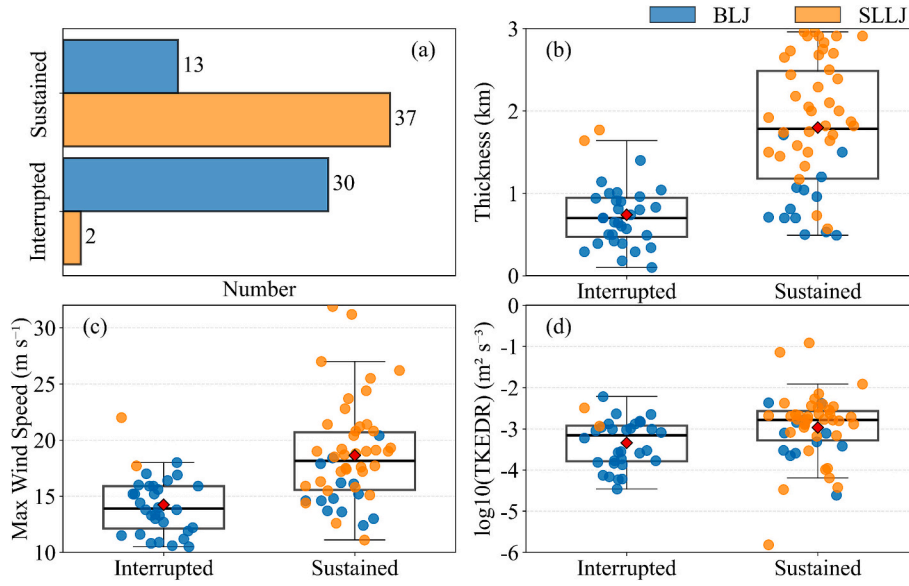 BLJ SLLJ
(a)
Sustained
Interrupted
13
37
30
2
Number
(b)
Thickness (km)
3
2
1
0
Interrupted Sustained
(c)
Max Wind Speed (m s⁻¹)
30
25
20
15
10
Interrupted Sustained
(d)
log10(TKEDR) (m² s⁻³)
-0
-1
-2
-3
-4
-5
-6
Interrupted Sustained